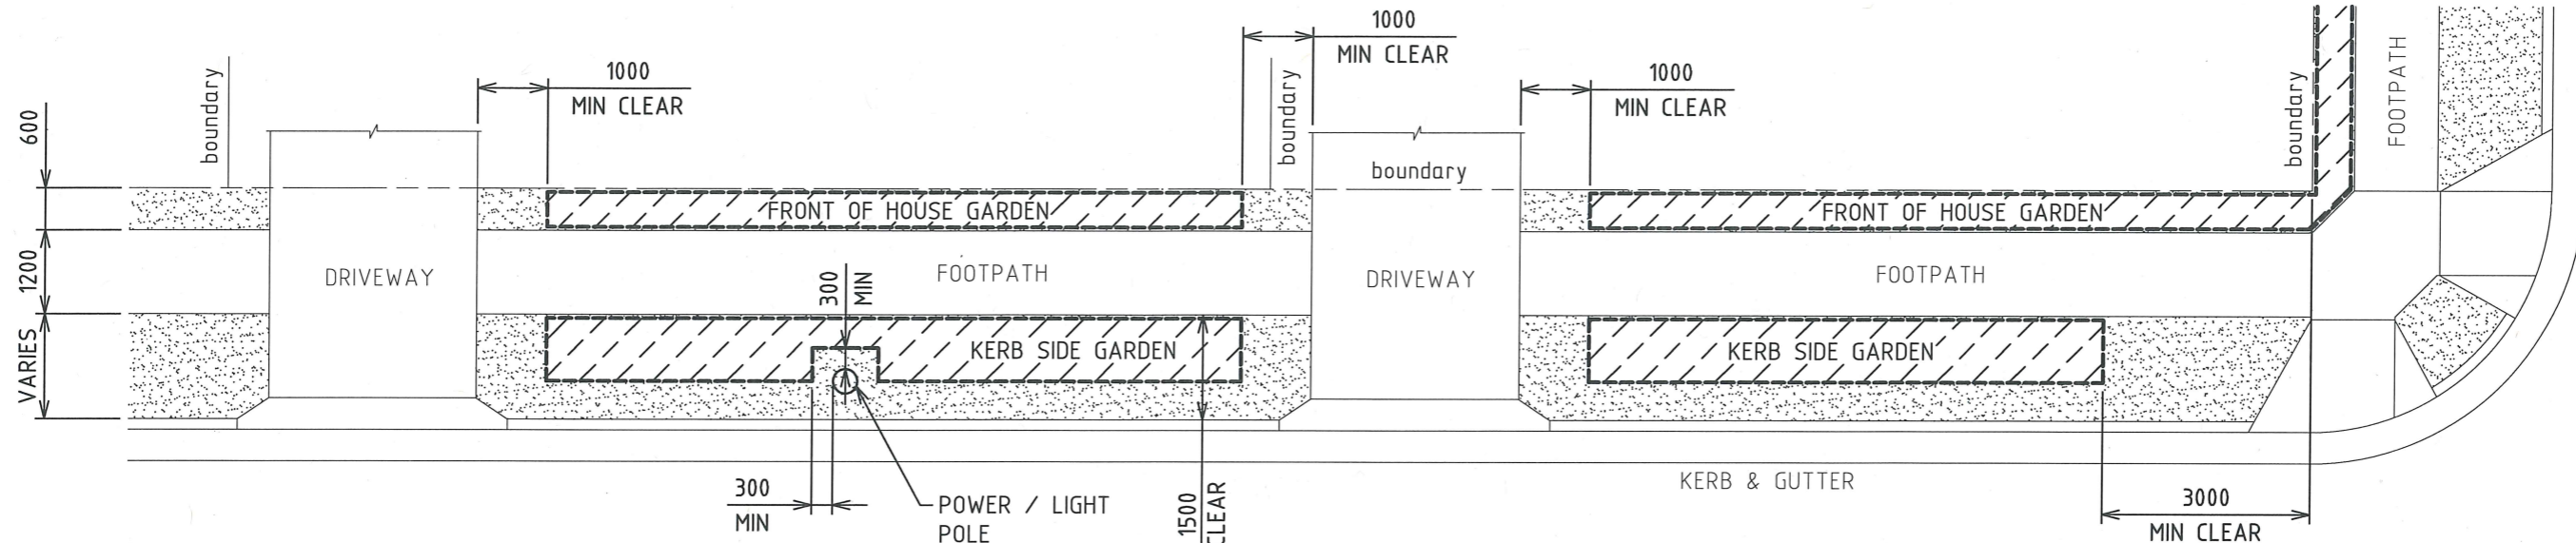 1000
MIN CLEAR
1000
MIN CLEAR
1000
MIN CLEAR
600
boundary
boundary
boundary
boundary
FOOTPATH
FRONT OF HOUSE GARDEN
FRONT OF HOUSE GARDEN
1200
DRIVEWAY
300
MIN
FOOTPATH
DRIVEWAY
FOOTPATH
VARIES
KERB SIDE GARDEN
KERB SIDE GARDEN
300
MIN
POWER / LIGHT
POLE
1500
CLEAR
KERB & GUTTER
3000
MIN CLEAR